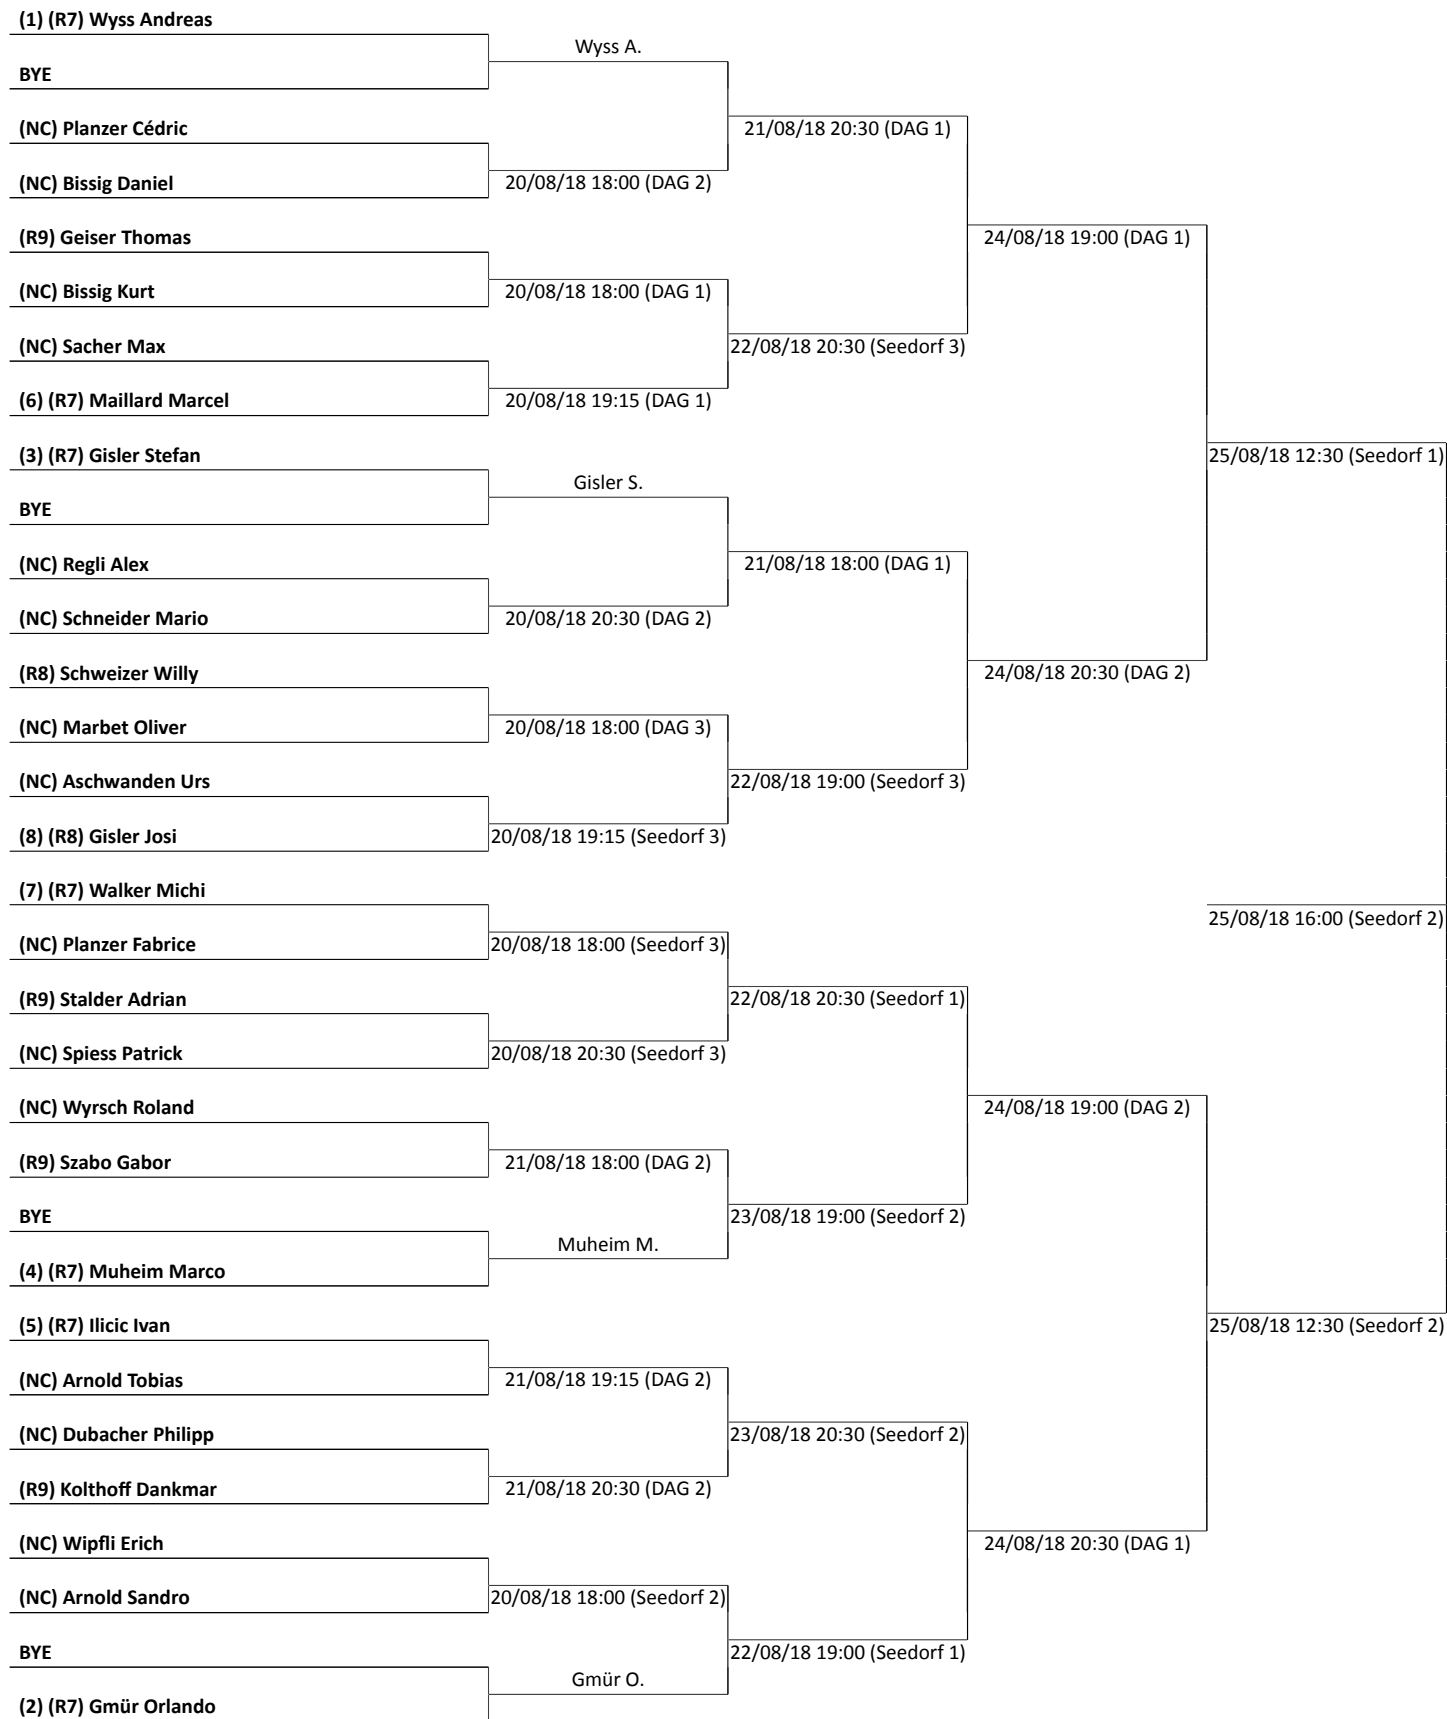 (1) (R7) Wyss Andreas
Wyss A.
BYE
(NC) Planzer Cédric
21/08/18 20:30 (DAG 1)
(NC) Bissig Daniel
20/08/18 18:00 (DAG 2)
(R9) Geiser Thomas
24/08/18 19:00 (DAG 1)
(NC) Bissig Kurt
20/08/18 18:00 (DAG 1)
(NC) Sacher Max
22/08/18 20:30 (Seedorf 3)
(6) (R7) Maillard Marcel
20/08/18 19:15 (DAG 1)
(3) (R7) Gisler Stefan
25/08/18 12:30 (Seedorf 1)
Gisler S.
BYE
(NC) Regli Alex
21/08/18 18:00 (DAG 1)
(NC) Schneider Mario
20/08/18 20:30 (DAG 2)
(R8) Schweizer Willy
24/08/18 20:30 (DAG 2)
(NC) Marbet Oliver
20/08/18 18:00 (DAG 3)
(NC) Aschwanden Urs
22/08/18 19:00 (Seedorf 3)
(8) (R8) Gisler Josi
20/08/18 19:15 (Seedorf 3)
(7) (R7) Walker Michi
25/08/18 16:00 (Seedorf 2)
(NC) Planzer Fabrice
20/08/18 18:00 (Seedorf 3)
(R9) Stalder Adrian
22/08/18 20:30 (Seedorf 1)
(NC) Spiess Patrick
20/08/18 20:30 (Seedorf 3)
(NC) Wyrsch Roland
24/08/18 19:00 (DAG 2)
(R9) Szabo Gabor
21/08/18 18:00 (DAG 2)
BYE
23/08/18 19:00 (Seedorf 2)
Muheim M.
(4) (R7) Muheim Marco
(5) (R7) Ilicic Ivan
25/08/18 12:30 (Seedorf 2)
(NC) Arnold Tobias
21/08/18 19:15 (DAG 2)
(NC) Dubacher Philipp
23/08/18 20:30 (Seedorf 2)
(R9) Kolthoff Dankmar
21/08/18 20:30 (DAG 2)
(NC) Wipfli Erich
24/08/18 20:30 (DAG 1)
(NC) Arnold Sandro
20/08/18 18:00 (Seedorf 2)
BYE
22/08/18 19:00 (Seedorf 1)
Gmür O.
(2) (R7) Gmür Orlando